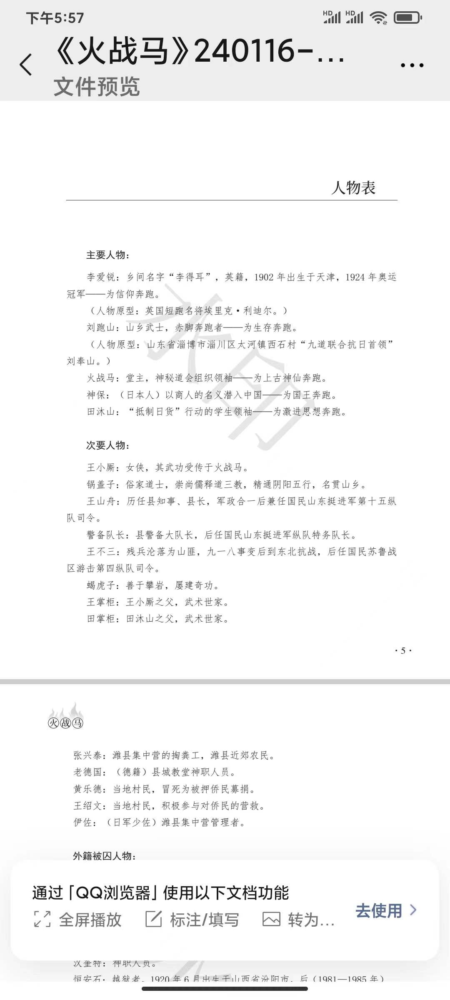 下午5:57
HD HD
《火战马》240116-...
文件预览
人物表
主要人物：
李爱锐：乡间名字“李得耳”，英籍，1902 年出生于天津，1924 年奥运
冠军——为信仰奔跑。
（人物原型：英国短跑名将埃里克·利迪尔。）
刘跑山：山乡武士，赤脚奔跑者——为生存奔跑。
（人物原型：山东省淄博市淄川区太河镇西石村“九道联合抗日首领”
刘奉山。）
火战马：堂主，神秘道会组织领袖——为上古神仙奔跑。
神保：（日本人）以商人的名义潜入中国——为国王奔跑。
田沐山：“抵制日货”行动的学生领袖——为激进思想奔跑。
水印
次要人物：
王小厮：女侠，其武功受传于火战马。
锅盖子：俗家道士，崇尚儒释道三教，精通阴阳五行，名贯山乡。
王山舟：历任县知事、县长，军政合一后兼任国民山东挺进军第十五纵
队司令。
警备队长：县警备大队长，后任国民山东挺进军纵队特务队长。
王不三：残兵沦落为山匪，九一八事变后到东北抗战，后任国民苏鲁战
区游击第四纵队司令。
蝎虎子：善于攀岩，屡建奇功。
王掌柜：王小厮之父，武术世家。
田掌柜：田沐山之父，武术世家。
·5·
火战马
张兴泰：潍县集中营的掏粪工，潍县近郊农民。
老德国：（德籍）县城教堂神职人员。
黄乐德：当地村民，冒死为被押侨民募捐。
王绍文：当地村民，积极参与对侨民的营救。
伊佐：（日军少佐）潍县集中营管理者。
外籍被囚人物：
通过「QQ浏览器」使用以下文档功能
全屏播放 标注/填写 转为...
去使用
汉奎特：神职人员。
恒安石：越狱者，1920 年 6 月出生于山西省汾阳市，后（1981—1985 年）